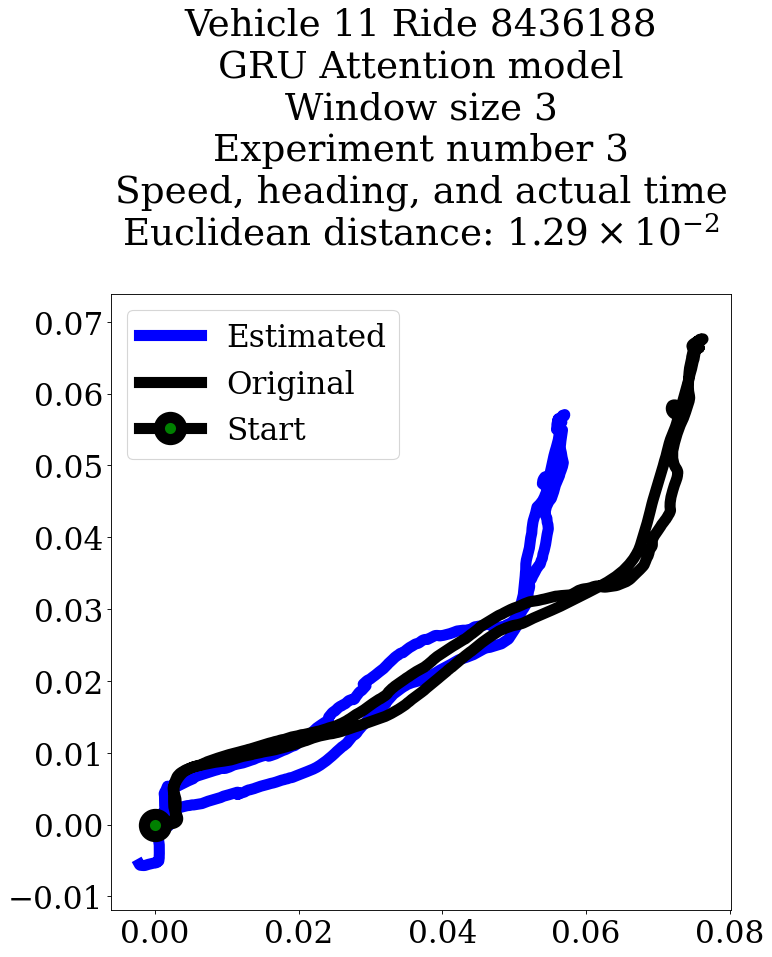 Vehicle 11 Ride 8436188
GRU Attention model
Window size 3
Experiment number 3
Speed, heading, and actual time
Euclidean distance: 1.29 × 10⁻²
Estimated
Original
Start
0.07
0.06
0.05
0.04
0.03
0.02
0.01
0.00
−0.01
0.00 0.02 0.04 0.06 0.08